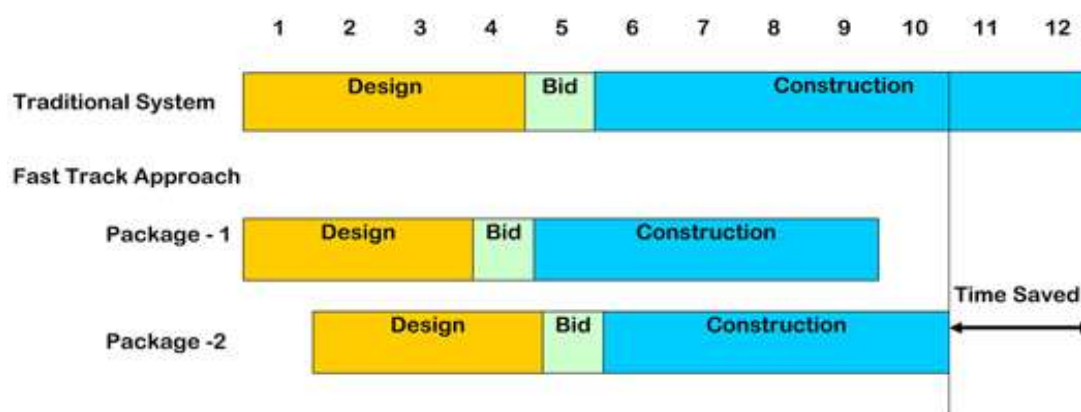 1 2 3 4 5 6 7 8 9 10 11 12
Traditional System Design Bid Construction
Fast Track Approach
Package - 1 Design Bid Construction
Time Saved
Package -2 Design Bid Construction